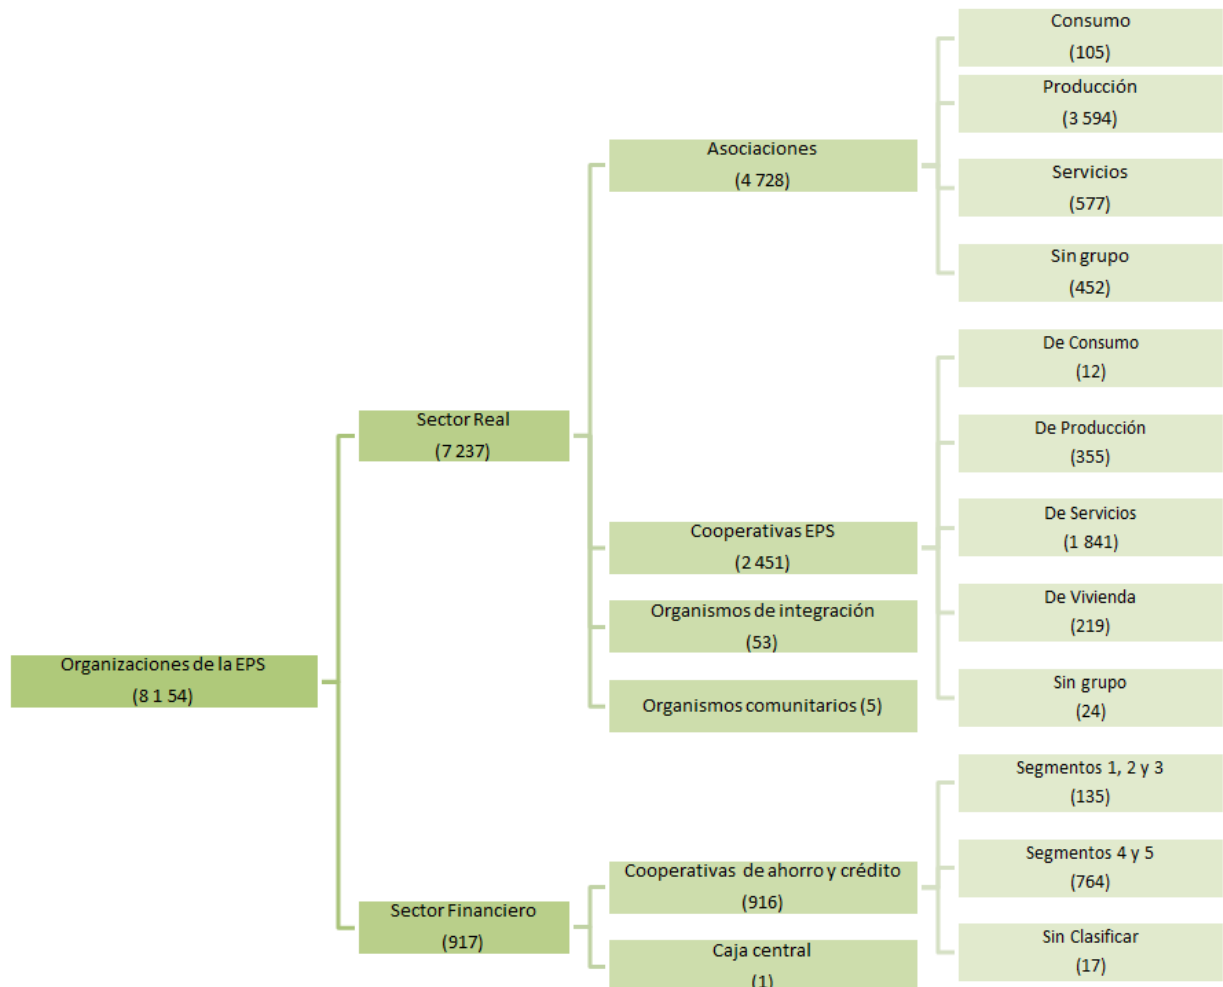 Organizaciones de la EPS
(8 1 54)
Sector Real
(7 237)
Asociaciones
(4 728)
Consumo
(105)
Producción
(3 594)
Servicios
(577)
Sin grupo
(452)
Cooperativas EPS
(2 451)
De Consumo
(12)
De Producción
(355)
De Servicios
(1 841)
De Vivienda
(219)
Sin grupo
(24)
Organismos de integración
(53)
Organismos comunitarios (5)
Sector Financiero
(917)
Cooperativas de ahorro y crédito
(916)
Segmentos 1, 2 y 3
(135)
Segmentos 4 y 5
(764)
Sin Clasificar
(17)
Caja central
(1)